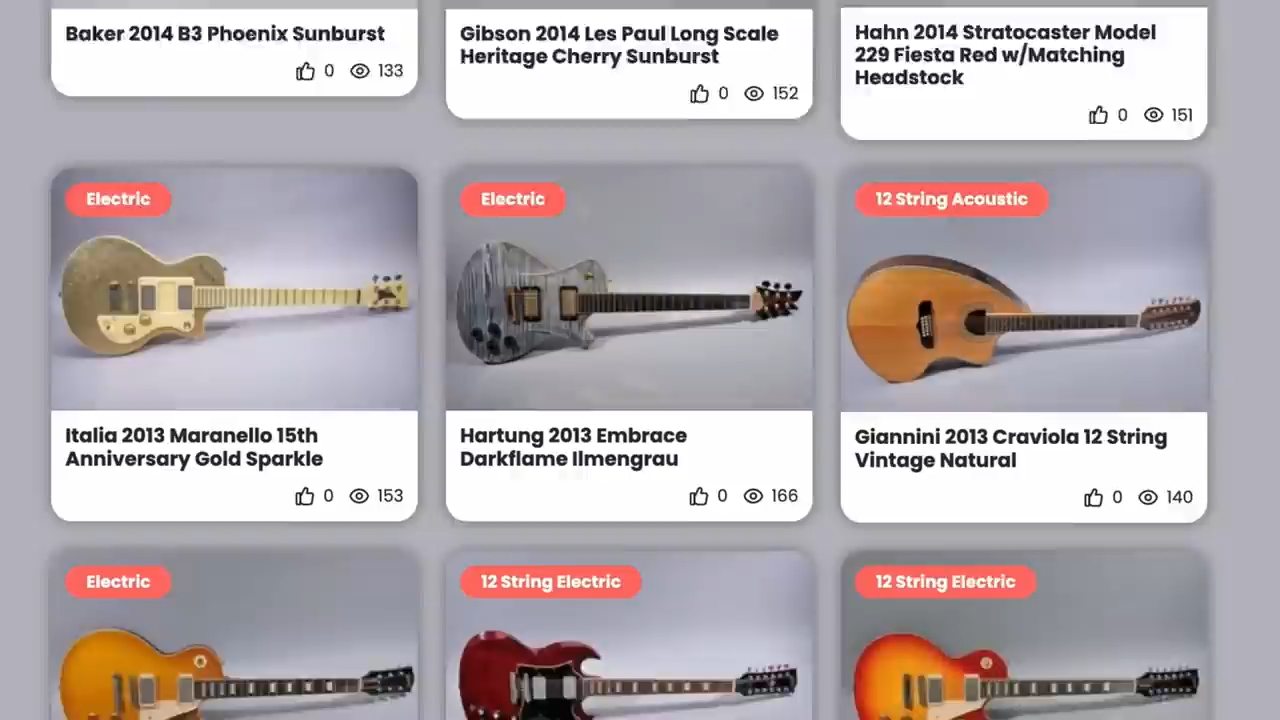 Baker 2014 B3 Phoenix Sunburst
0 133
Gibson 2014 Les Paul Long Scale
Heritage Cherry Sunburst
0 152
Hahn 2014 Stratocaster Model
229 Fiesta Red w/Matching
Headstock
0 151
Electric
Italia 2013 Maranello 15th
Anniversary Gold Sparkle
0 153
Electric
Hartung 2013 Embrace
Darkflame Ilmengrau
0 166
12 String Acoustic
Giannini 2013 Craviola 12 String
Vintage Natural
0 140
Electric
12 String Electric
12 String Electric